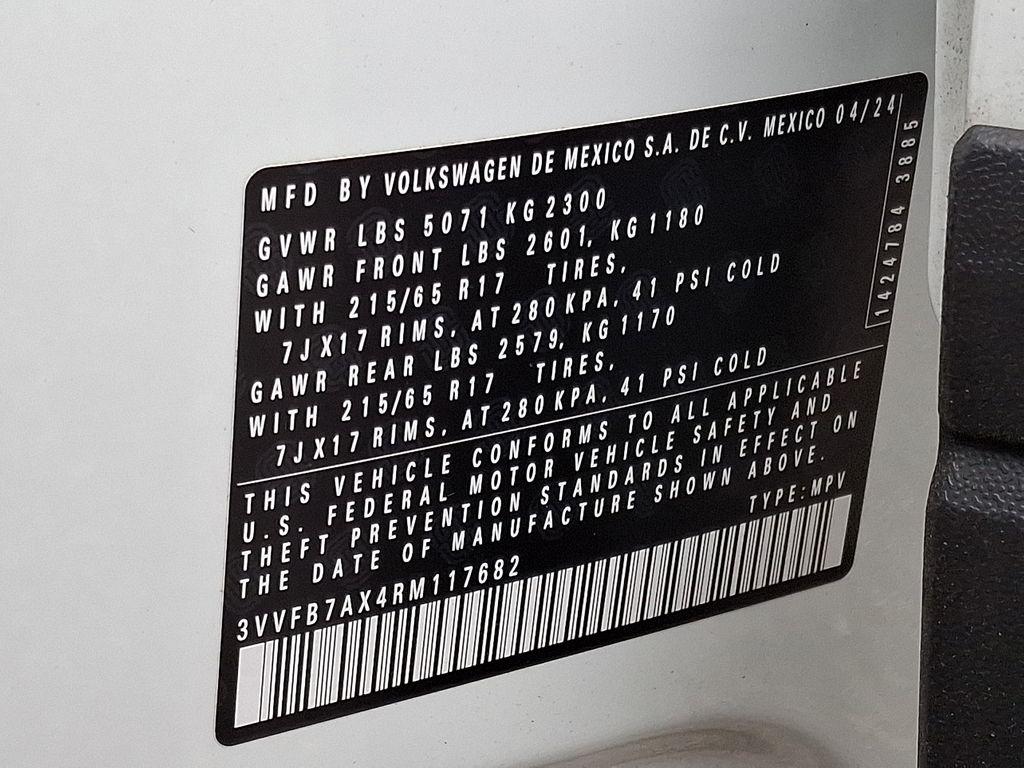 MFD BY VOLKSWAGEN DE MEXICO S.A. DE C.V. MEXICO 04/24
GVWR LBS 5071 KG 2300
GAWR FRONT LBS 2601, KG 1180
WITH 215/65 R17 TIRES,
7JX17 RIMS, AT 280 KPA, 41 PSI COLD
GAWR REAR LBS 2579, KG 1170
WITH 215/65 R17 TIRES,
7JX17 RIMS, AT 280 KPA, 41 PSI COLD
1424784 3885
THIS VEHICLE CONFORMS TO ALL APPLICABLE
U.S. FEDERAL MOTOR VEHICLE SAFETY AND
THEFT PREVENTION STANDARDS IN EFFECT ON
THE DATE OF MANUFACTURE SHOWN ABOVE.
TYPE: MPV
3VVFB7AX4RM117682